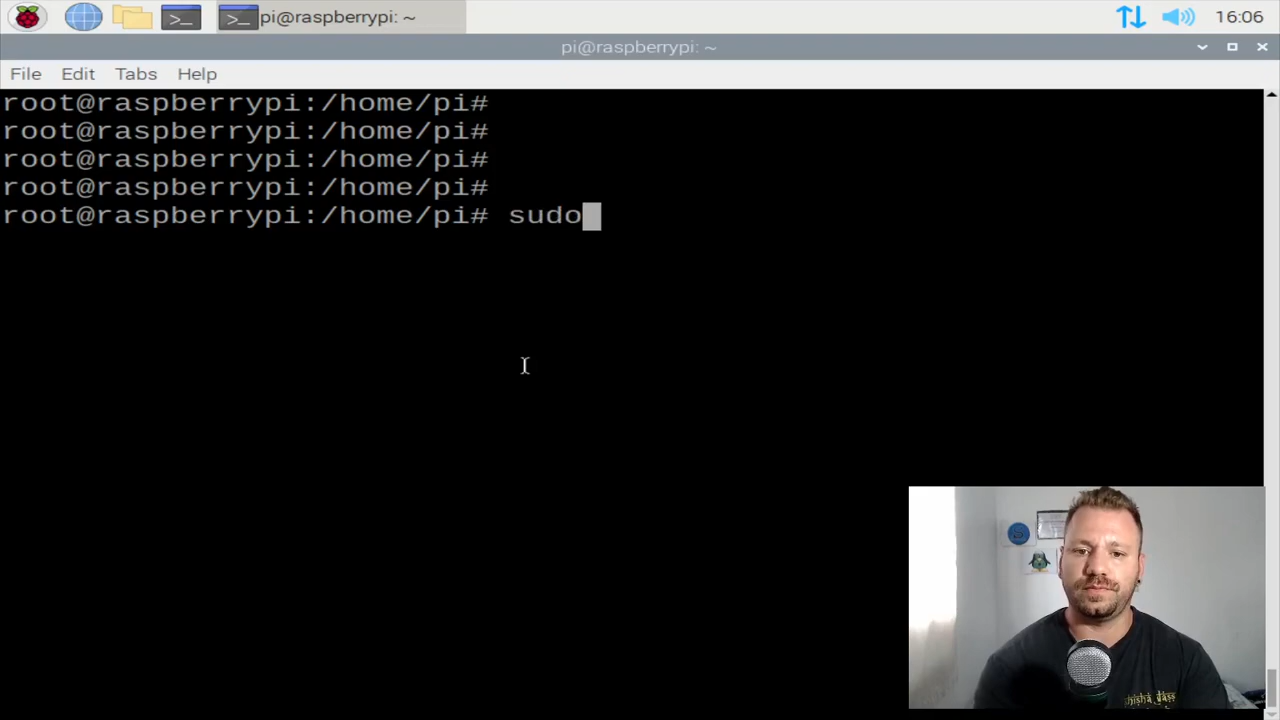 pi@raspberrypi: ~
16:06
pi@raspberrypi: ~
File Edit Tabs Help
root@raspberrypi:/home/pi#
root@raspberrypi:/home/pi#
root@raspberrypi:/home/pi#
root@raspberrypi:/home/pi#
root@raspberrypi:/home/pi# sudo